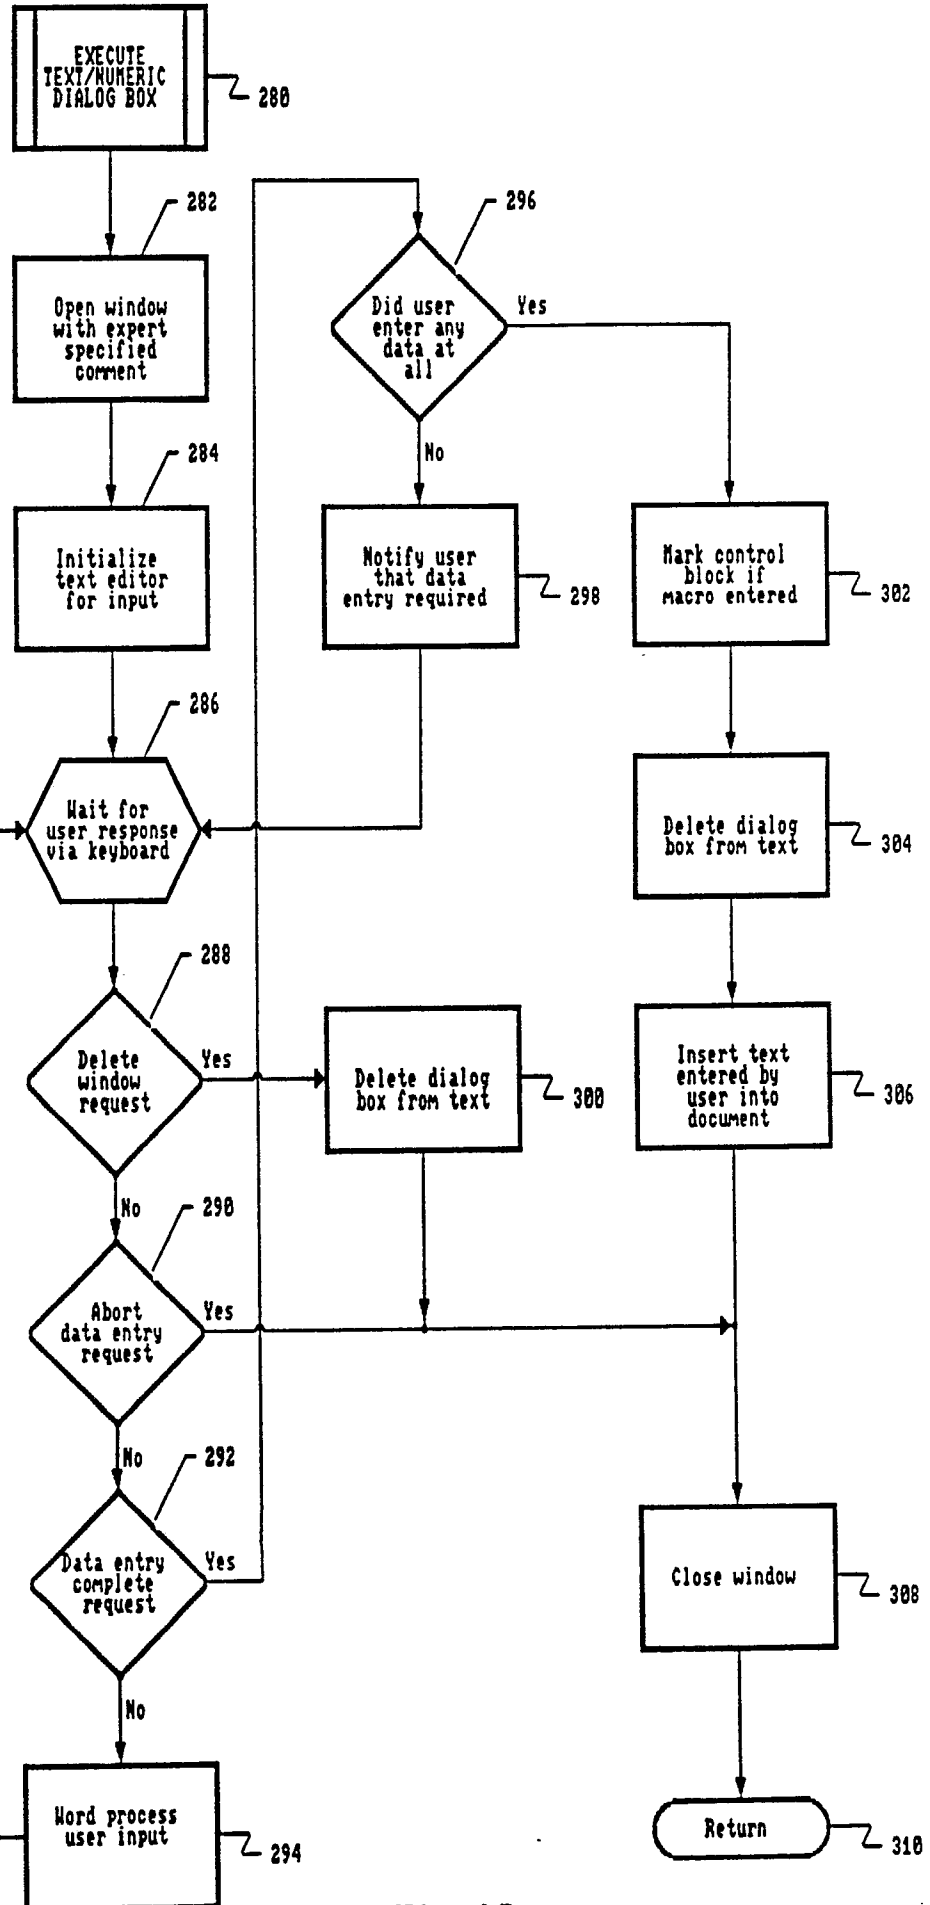 EXECUTE
TEXT/NUMERIC
DIALOG BOX
280
282
Open window
with expert
specified
comment
284
Initialize
text editor
for input
286
Wait for
user response
via keyboard
288
Delete
window
request
Yes
No
290
Abort
data entry
request
Yes
No
292
Data entry
complete
request
Yes
No
Word process
user input
294
296
Did user
enter any
data at
all
Yes
No
Notify user
that data
entry required
298
Delete dialog
box from text
300
Mark control
block if
macro entered
302
Delete dialog
box from text
304
Insert text
entered by
user into
document
306
Close window
308
Return
310